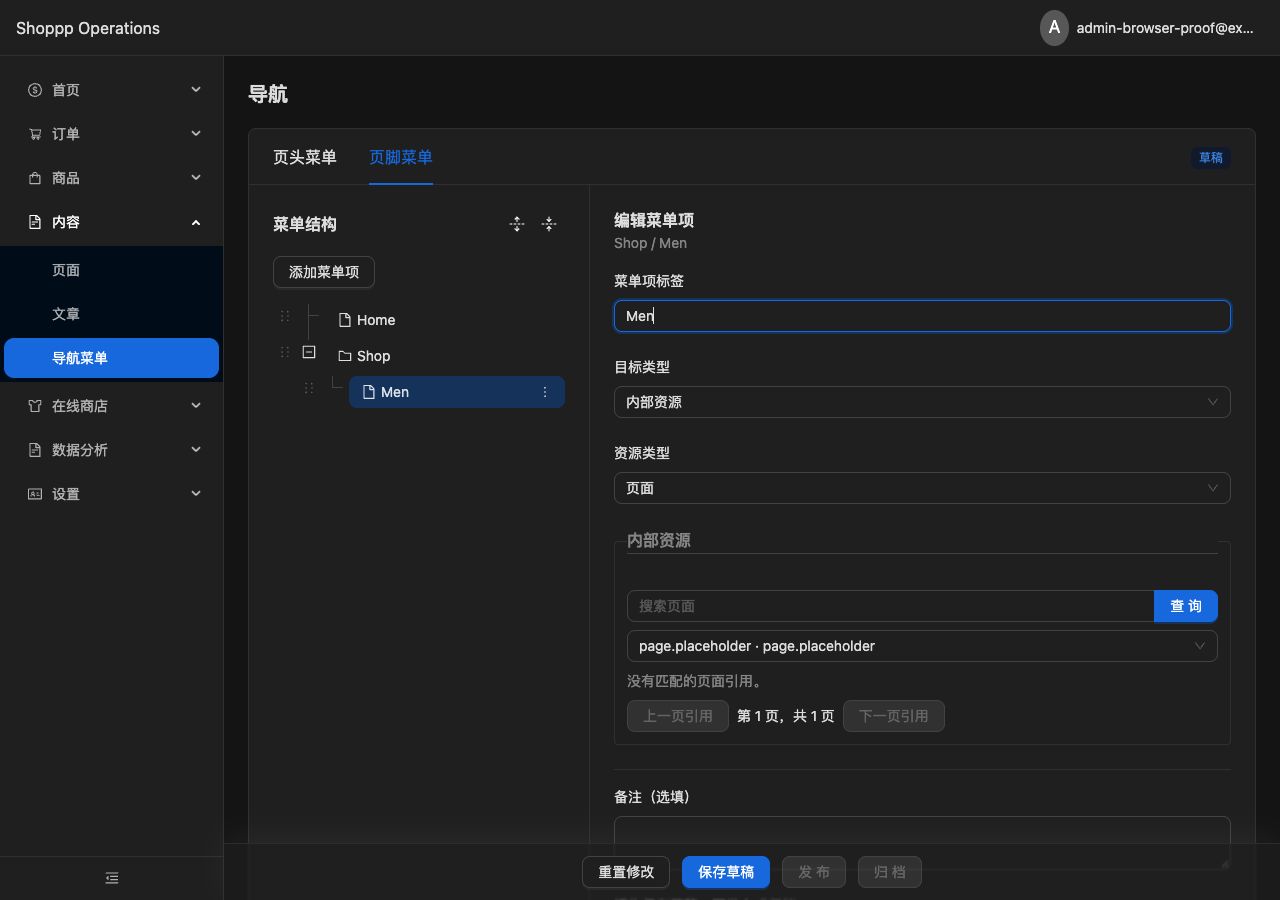 Shoppp Operations
A
admin-browser-proof@ex...
首页
订单
商品
内容
页面
文章
导航菜单
在线商店
数据分析
设置
导航
页头菜单
页脚菜单
草稿
菜单结构
添加菜单项
Home
Shop
Men
编辑菜单项
Shop / Men
菜单项标签
Men
目标类型
内部资源
资源类型
页面
内部资源
搜索页面
查 询
page.placeholder · page.placeholder
没有匹配的页面引用。
上一页引用
第 1 页，共 1 页
下一页引用
备注（选填）
重置修改
保存草稿
发 布
归 档